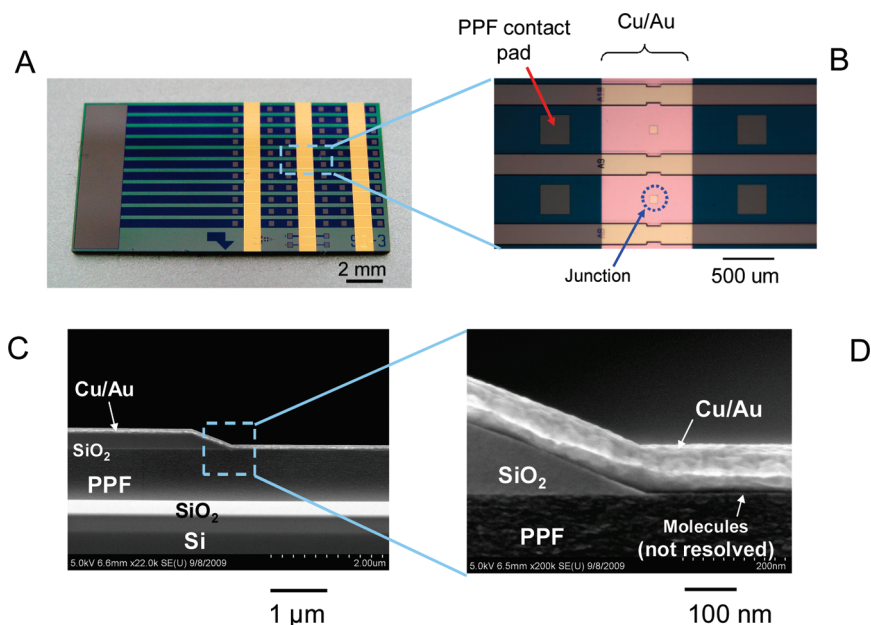 A
2 mm
PPF contact
pad
Cu/Au
B
A9
Junction
500 um
C
Cu/Au
SiO2
PPF
SiO2
Si
5.0kV 6.6mm x22.0k SE(U) 9/8/2009
2.00um
1 μm
D
Cu/Au
SiO2
PPF
Molecules
(not resolved)
5.0kV 6.5mm x200k SE(U) 9/8/2009
200nm
100 nm